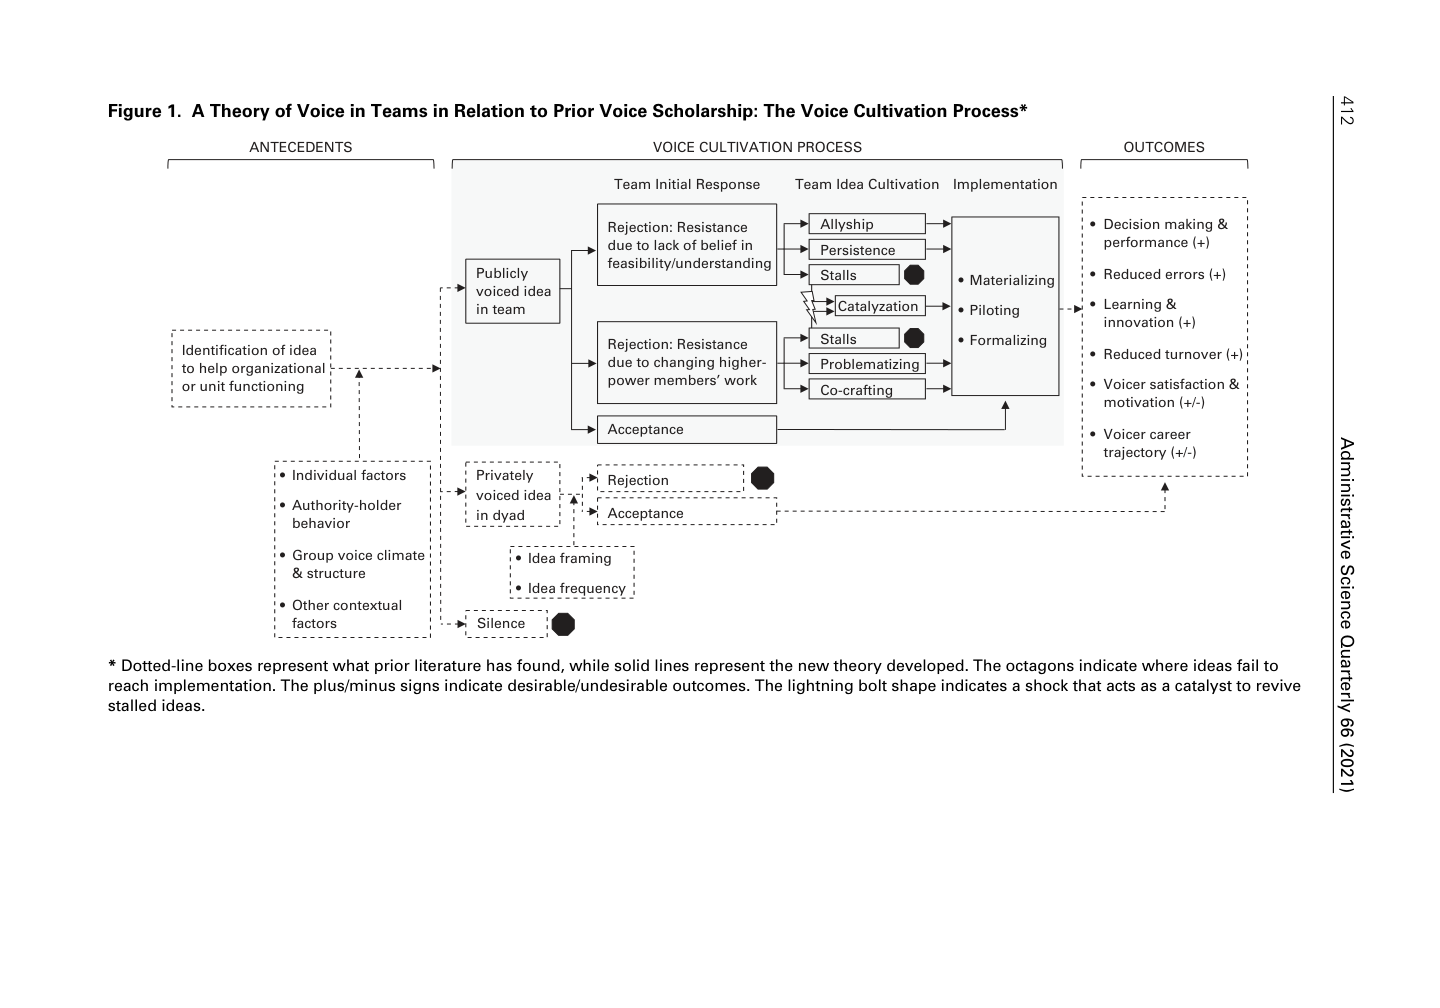 Figure 1. A Theory of Voice in Teams in Relation to Prior Voice Scholarship: The Voice Cultivation Process*
ANTECEDENTS
VOICE CULTIVATION PROCESS
OUTCOMES
Team Initial Response
Team Idea Cultivation
Implementation
Identification of idea
to help organizational
or unit functioning
• Individual factors
• Authority-holder
behavior
• Group voice climate
& structure
• Other contextual
factors
Publicly
voiced idea
in team
Rejection: Resistance
due to lack of belief in
feasibility/understanding
Rejection: Resistance
due to changing higher-
power members’ work
Acceptance
Allyship
Persistence
Stalls
Catalyzation
Stalls
Problematizing
Co-crafting
• Materializing
• Piloting
• Formalizing
Privately
voiced idea
in dyad
Rejection
Acceptance
• Idea framing
• Idea frequency
Silence
• Decision making &
performance (+)
• Reduced errors (+)
• Learning &
innovation (+)
• Reduced turnover (+)
• Voicer satisfaction &
motivation (+/-)
• Voicer career
trajectory (+/-)
* Dotted-line boxes represent what prior literature has found, while solid lines represent the new theory developed. The octagons indicate where ideas fail to
reach implementation. The plus/minus signs indicate desirable/undesirable outcomes. The lightning bolt shape indicates a shock that acts as a catalyst to revive
stalled ideas.
412
Administrative Science Quarterly 66 (2021)